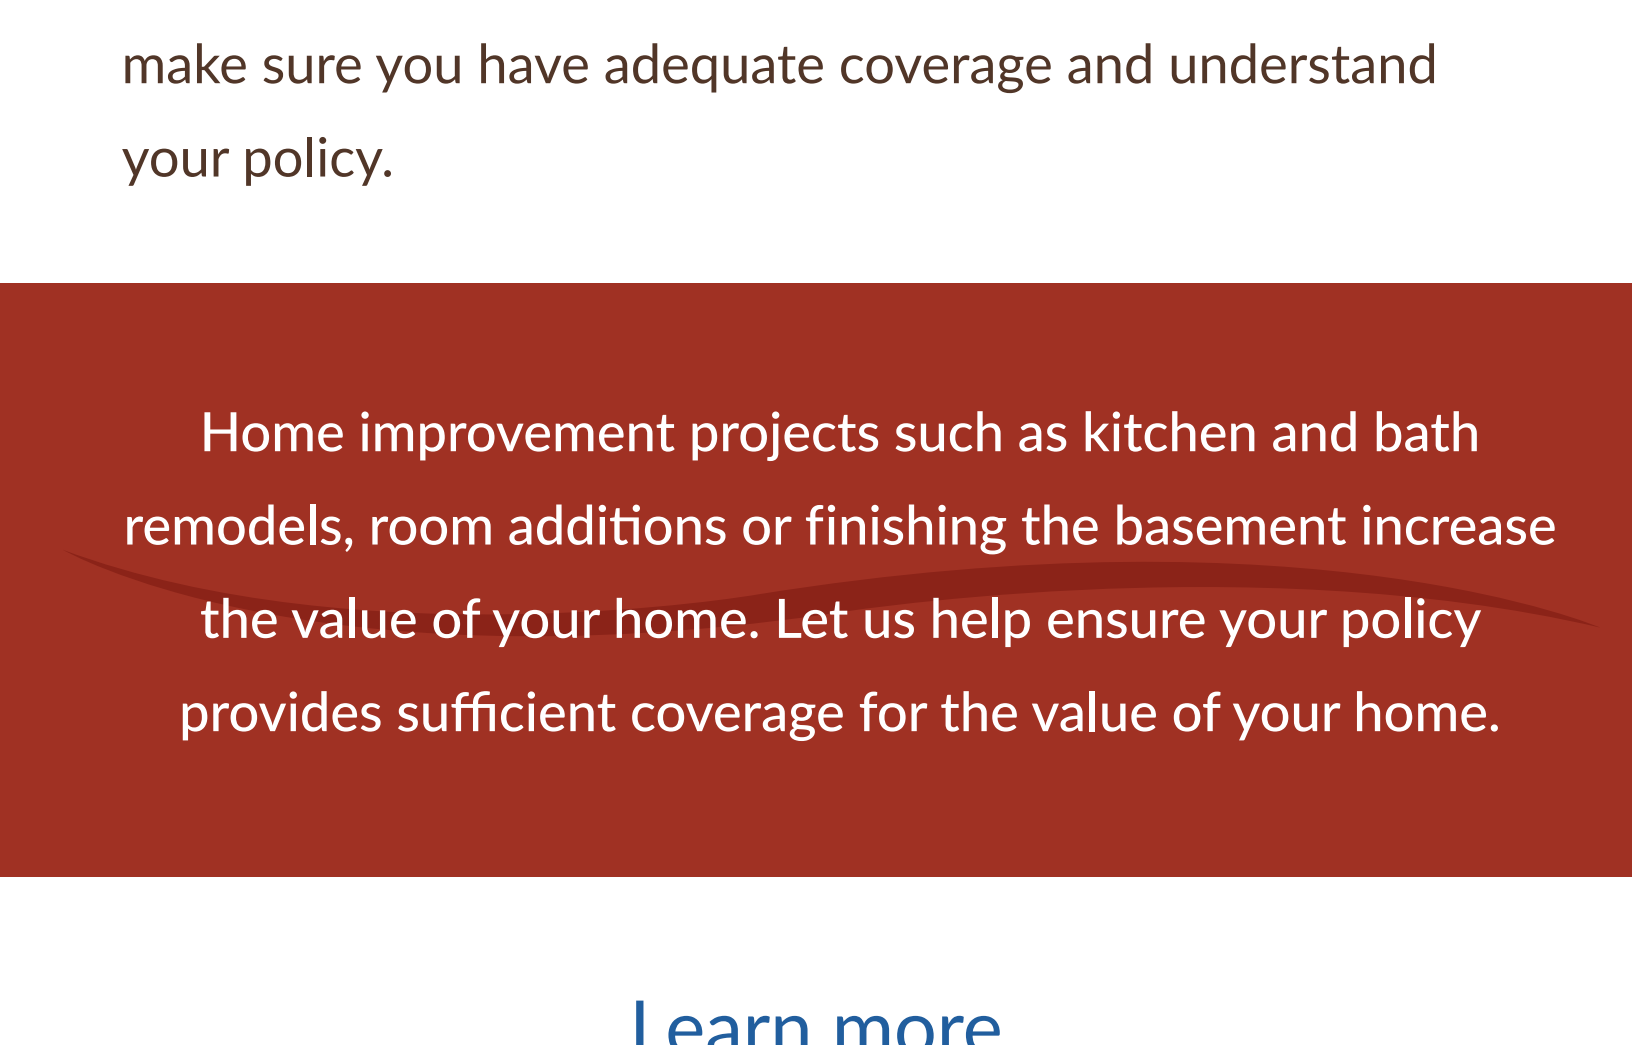 make sure you have adequate coverage and understand
your policy.
Home improvement projects such as kitchen and bath
remodels, room additions or finishing the basement increase
the value of your home. Let us help ensure your policy
provides sufficient coverage for the value of your home.
Learn more